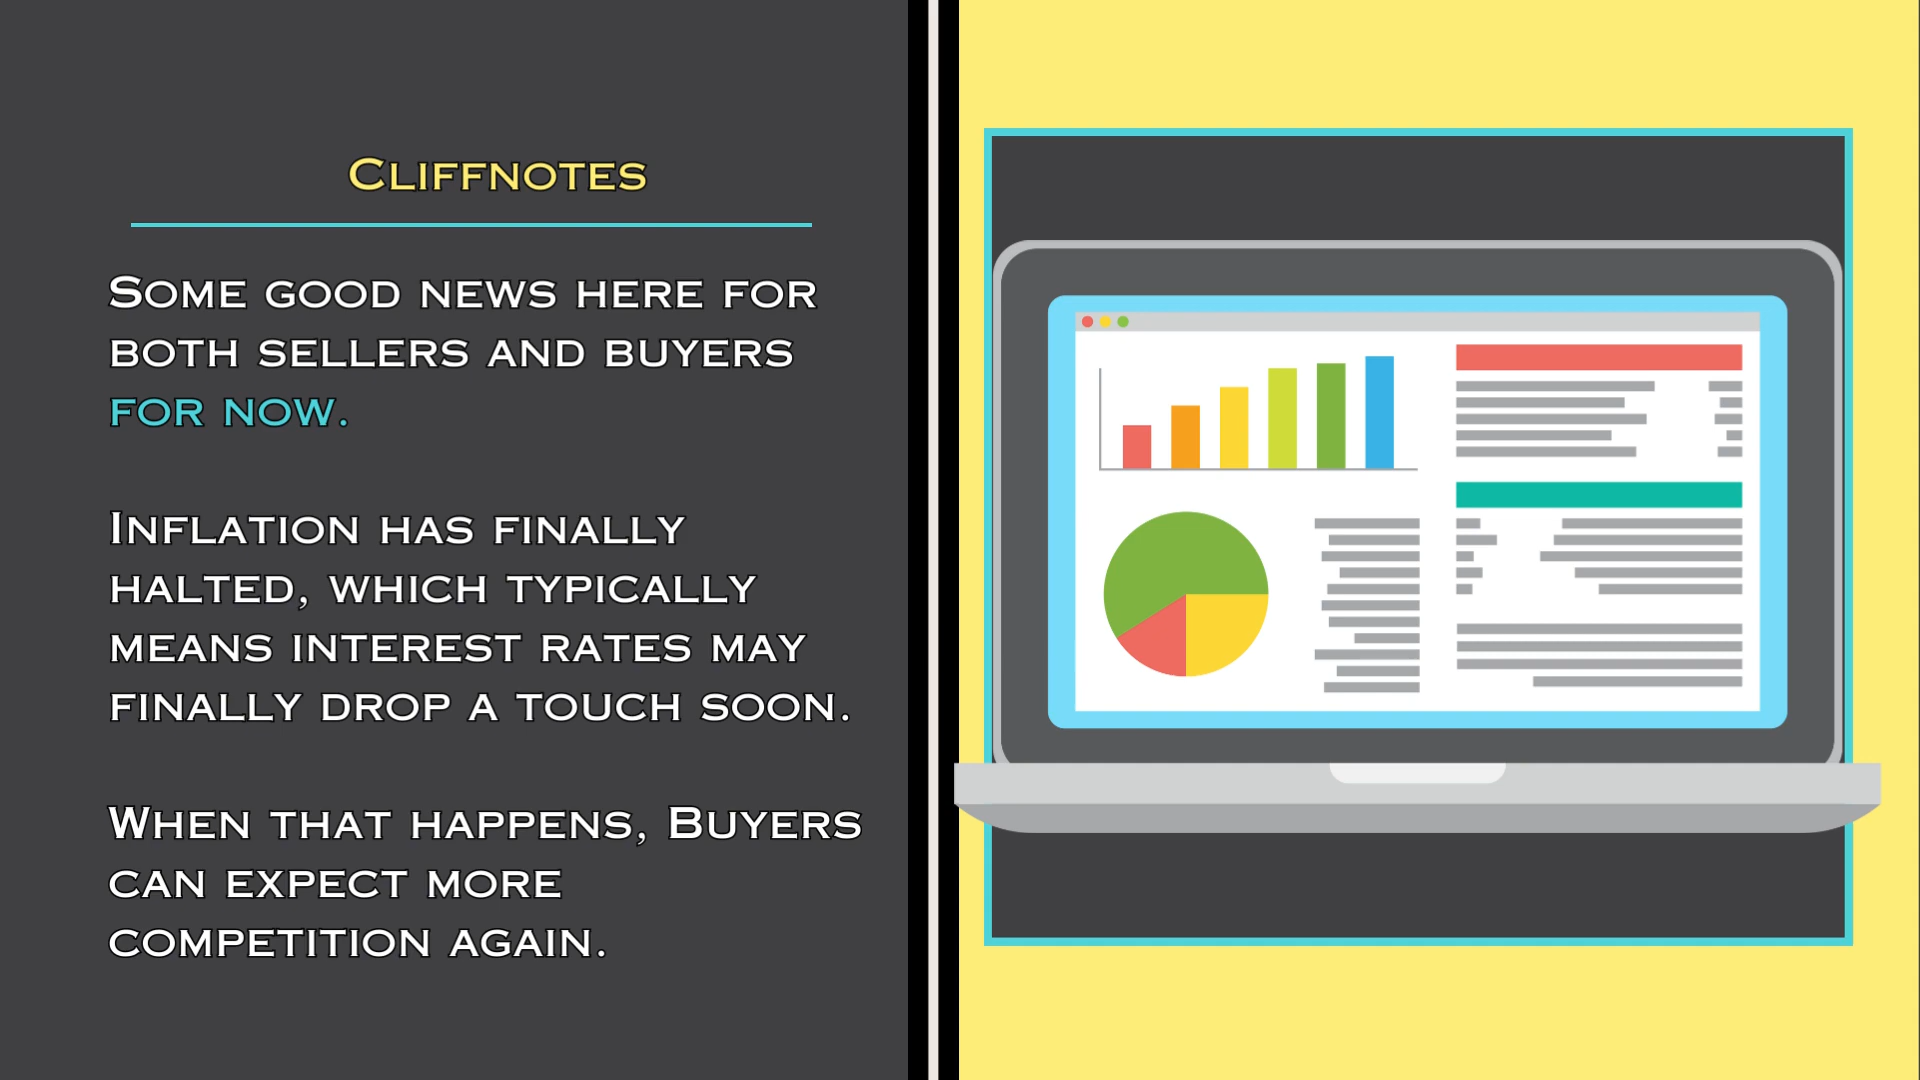 Cliffnotes
Some good news here for
both sellers and buyers
for now.
Inflation has finally
halted, which typically
means interest rates may
finally drop a touch soon.
When that happens, Buyers
can expect more
competition again.